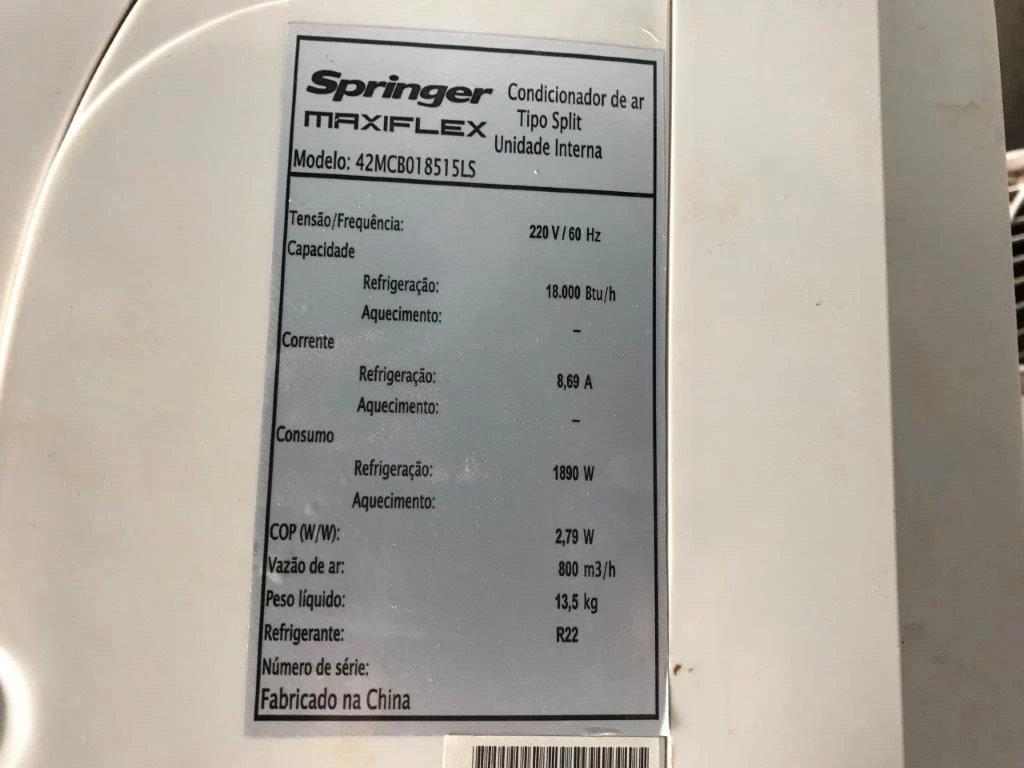 Springer
MAXIFLEX
Condicionador de ar
Tipo Split
Unidade Interna
Modelo: 42MCB018515LS
Tensão/Frequência: 220 V / 60 Hz
Capacidade
Refrigeração: 18.000 Btu/h
Aquecimento: –
Corrente
Refrigeração: 8,69 A
Aquecimento: –
Consumo
Refrigeração: 1890 W
Aquecimento:
COP (W/W): 2,79 W
Vazão de ar: 800 m3/h
Peso líquido: 13,5 kg
Refrigerante: R22
Número de série:
Fabricado na China